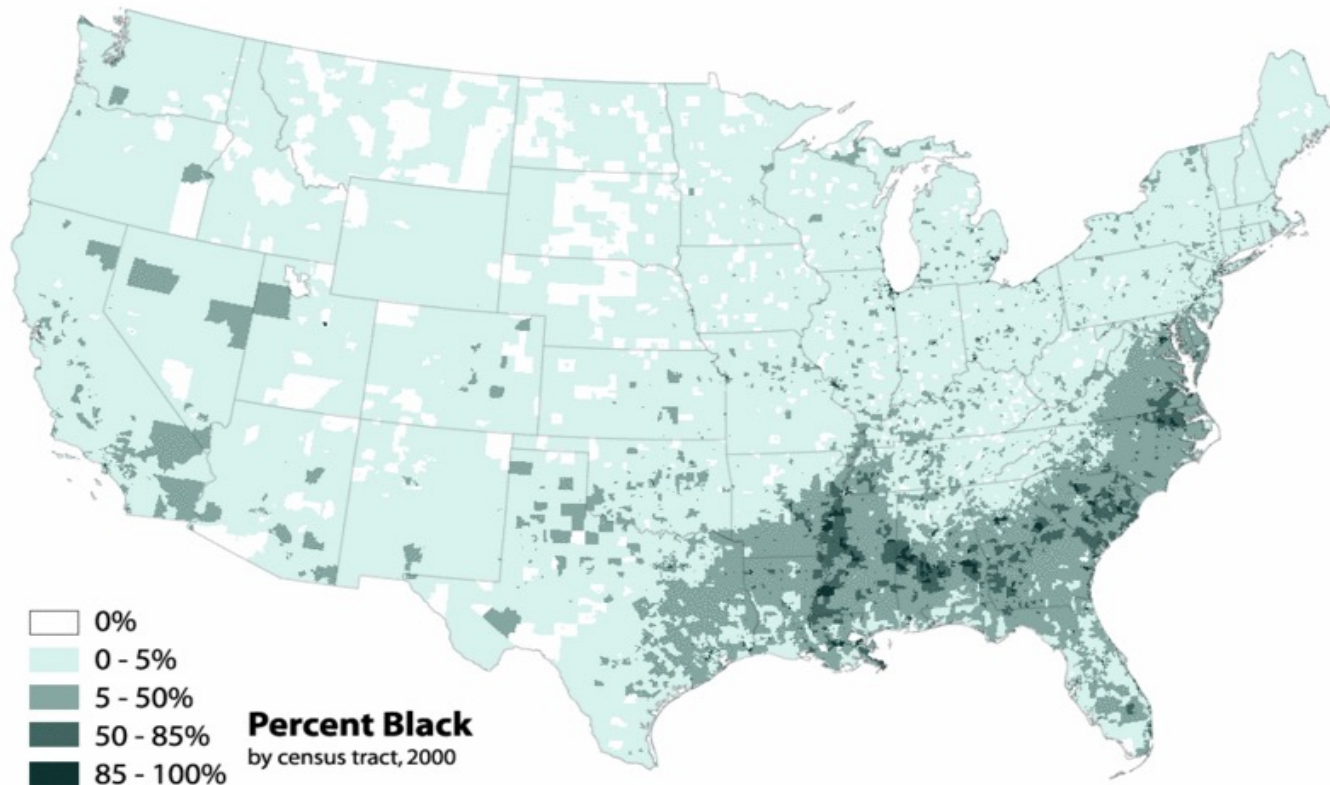 0%
0 - 5%
5 - 50%
50 - 85%
85 - 100%
Percent Black
by census tract, 2000